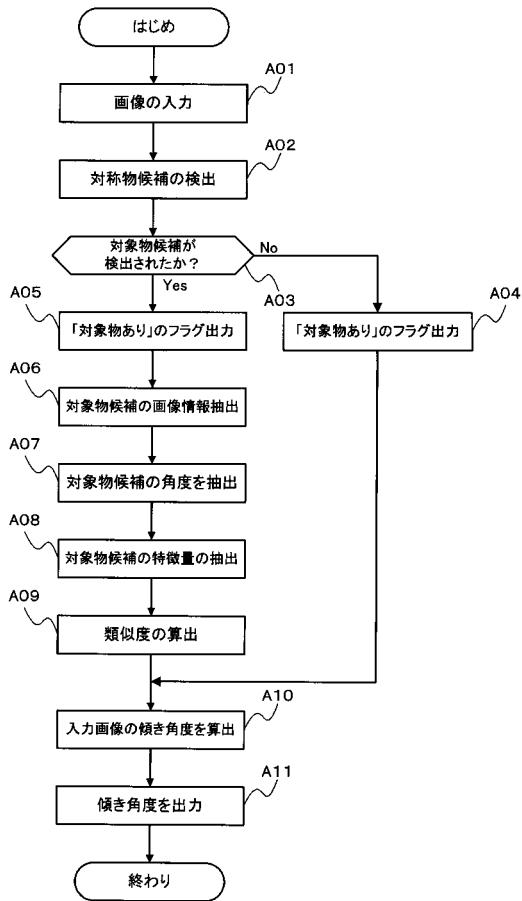 はじめ
A01
画像の入力
A02
対称物候補の検出
対象物候補が
検出されたか？
No
Yes
A03
A04
A05
「対象物あり」のフラグ出力
「対象物あり」のフラグ出力
A06
対象物候補の画像情報抽出
A07
対象物候補の角度を抽出
A08
対象物候補の特徴量の抽出
A09
類似度の算出
A10
入力画像の傾き角度を算出
A11
傾き角度を出力
終わり